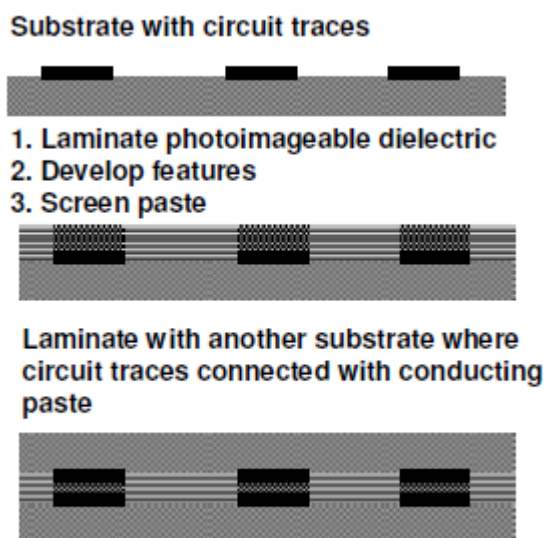 Substrate with circuit traces
1. Laminate photoimageable dielectric
2. Develop features
3. Screen paste
Laminate with another substrate where
circuit traces connected with conducting
paste